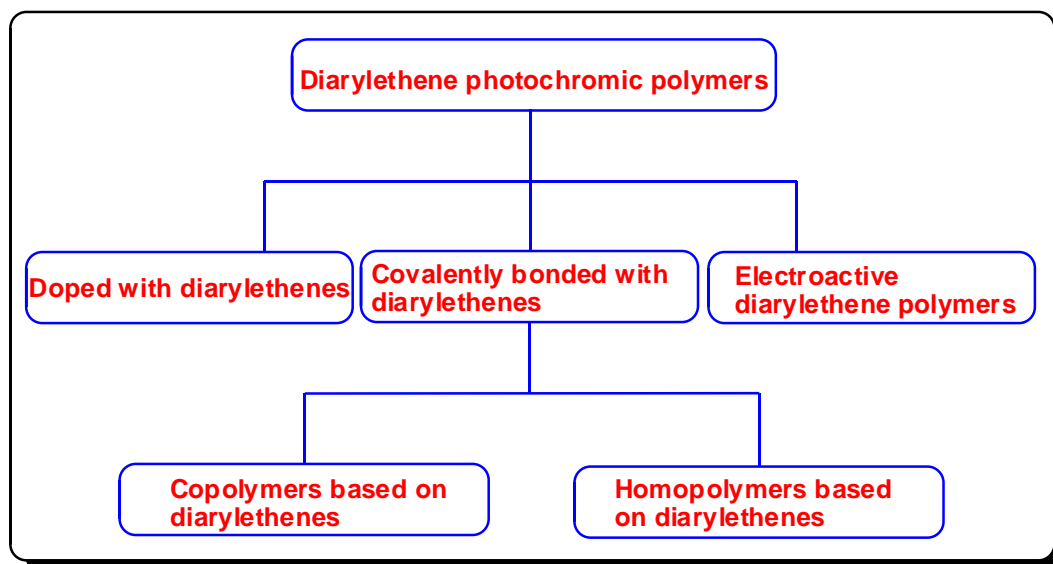 Diarylethene photochromic polymers
Doped with diarylethenes
Covalently bonded with
diarylethenes
Electroactive
diarylethene polymers
Copolymers based on
diarylethenes
Homopolymers based
on diarylethenes